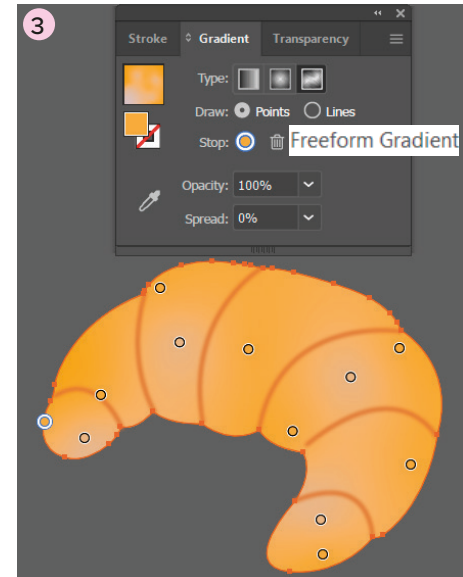 3
Stroke Gradient Transparency
Type:
Draw: Points Lines
Stop: Freeform Gradient
Opacity: 100%
Spread: 0%